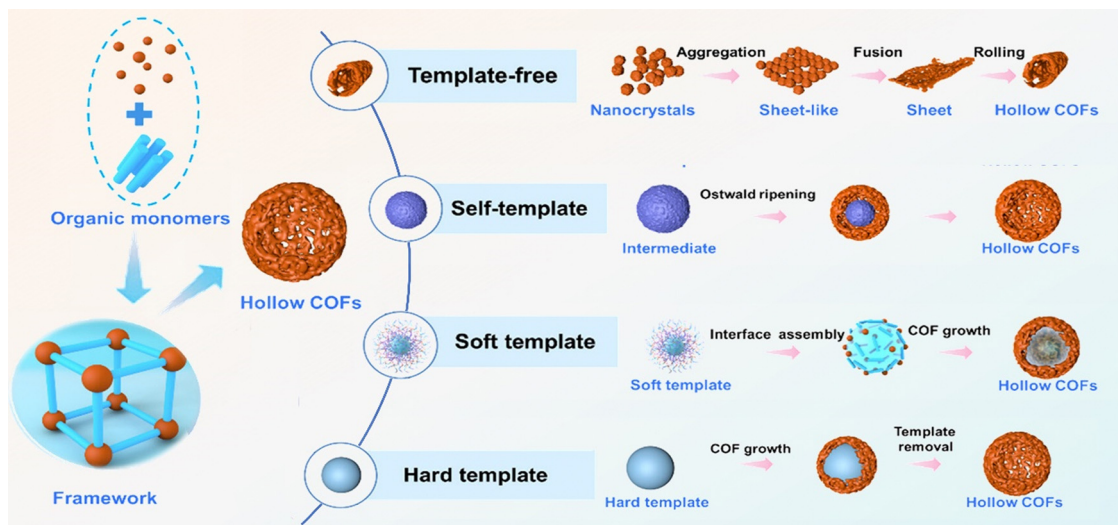 Organic monomers
Framework
Hollow COFs
Template-free
Aggregation
Fusion
Rolling
Nanocrystals
Sheet-like
Sheet
Hollow COFs
Self-template
Ostwald ripening
Intermediate
Hollow COFs
Soft template
Interface assembly
COF growth
Soft template
Hollow COFs
Hard template
COF growth
Template
removal
Hard template
Hollow COFs